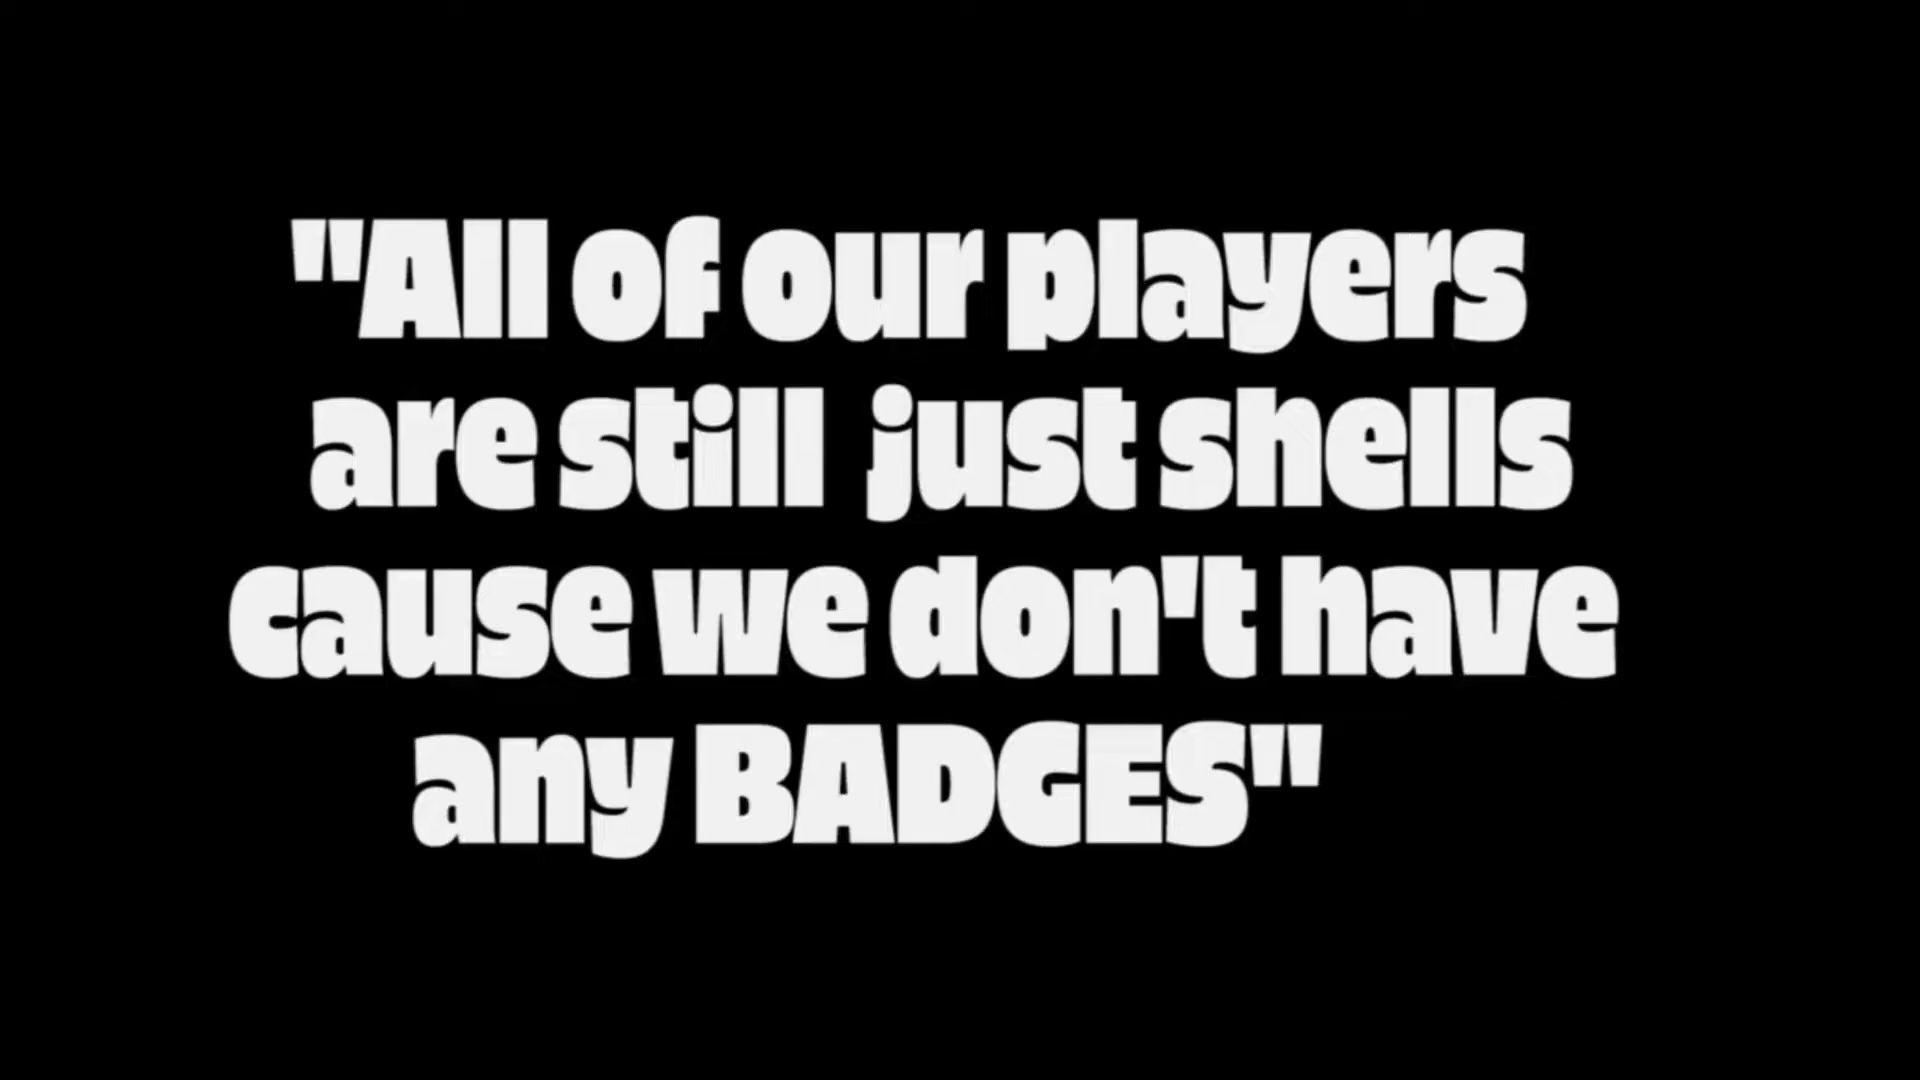 "All of our players
are still  just shells
cause we don't have
any BADGES"